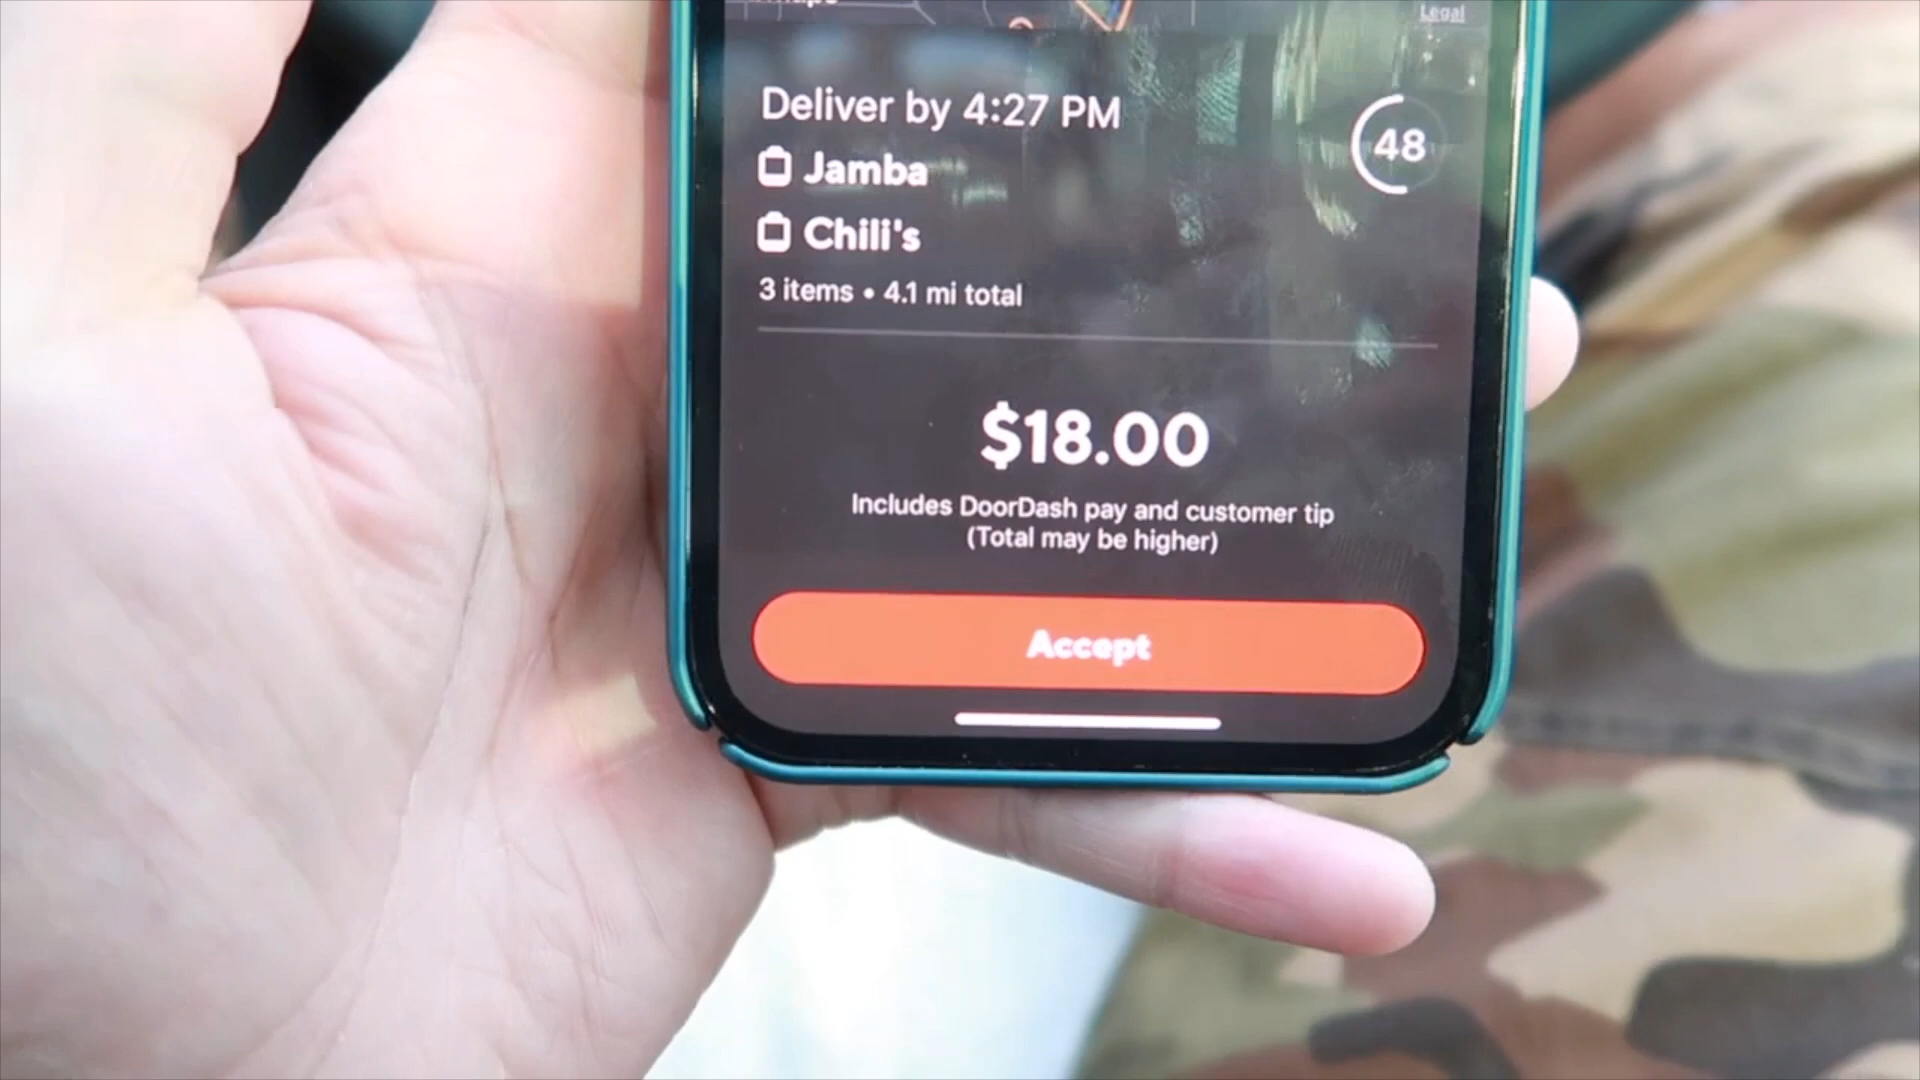 Legal
Deliver by 4:27 PM
48
Jamba
Chili's
3 items • 4.1 mi total
$18.00
Includes DoorDash pay and customer tip
(Total may be higher)
Accept